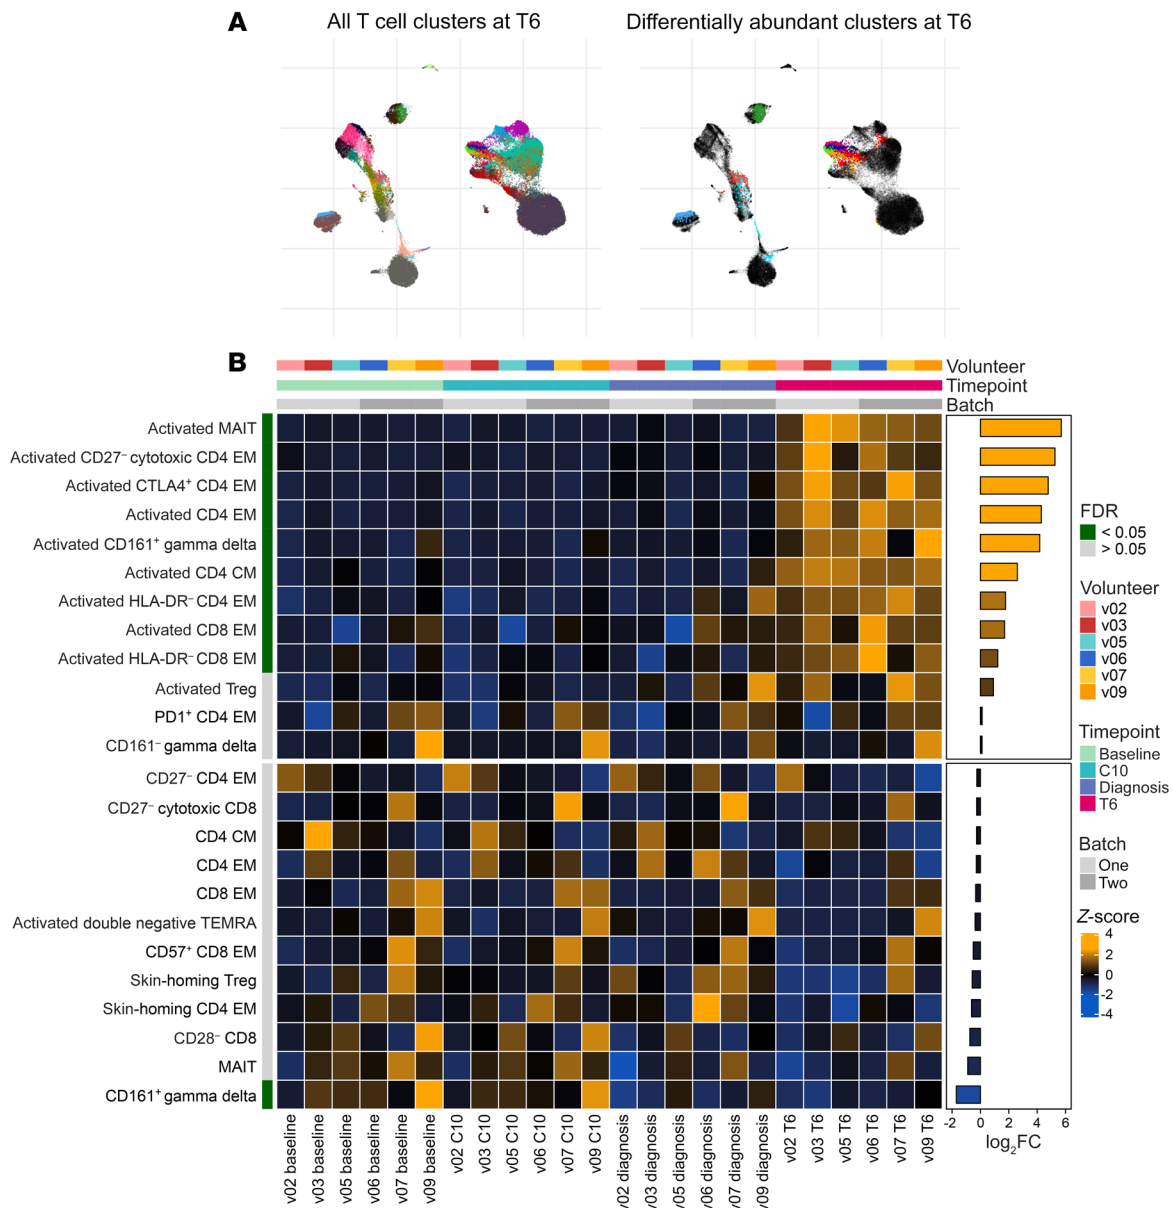 A
All T cell clusters at T6
Differentially abundant clusters at T6
B
Volunteer
Timepoint
Batch
Activated MAIT
Activated CD27⁻ cytotoxic CD4 EM
Activated CTLA4⁺ CD4 EM
Activated CD4 EM
Activated CD161⁺ gamma delta
Activated CD4 CM
Activated HLA-DR⁻ CD4 EM
Activated CD8 EM
Activated HLA-DR⁻ CD8 EM
Activated Treg
PD1⁺ CD4 EM
CD161⁻ gamma delta
CD27⁻ CD4 EM
CD27⁻ cytotoxic CD8
CD4 CM
CD4 EM
CD8 EM
Activated double negative TEMRA
CD57⁺ CD8 EM
Skin-homing Treg
Skin-homing CD4 EM
CD28⁻ CD8
MAIT
CD161⁺ gamma delta
v02 baseline
v03 baseline
v05 baseline
v06 baseline
v07 baseline
v09 baseline
v02 C10
v03 C10
v05 C10
v06 C10
v07 C10
v09 C10
v02 diagnosis
v03 diagnosis
v05 diagnosis
v06 diagnosis
v07 diagnosis
v09 diagnosis
v02 T6
v03 T6
v05 T6
v06 T6
v07 T6
v09 T6
-2 0 2 4 6
log₂FC
FDR
< 0.05
> 0.05
Volunteer
v02
v03
v05
v06
v07
v09
Timepoint
Baseline
C10
Diagnosis
T6
Batch
One
Two
Z-score
4
2
0
-2
-4